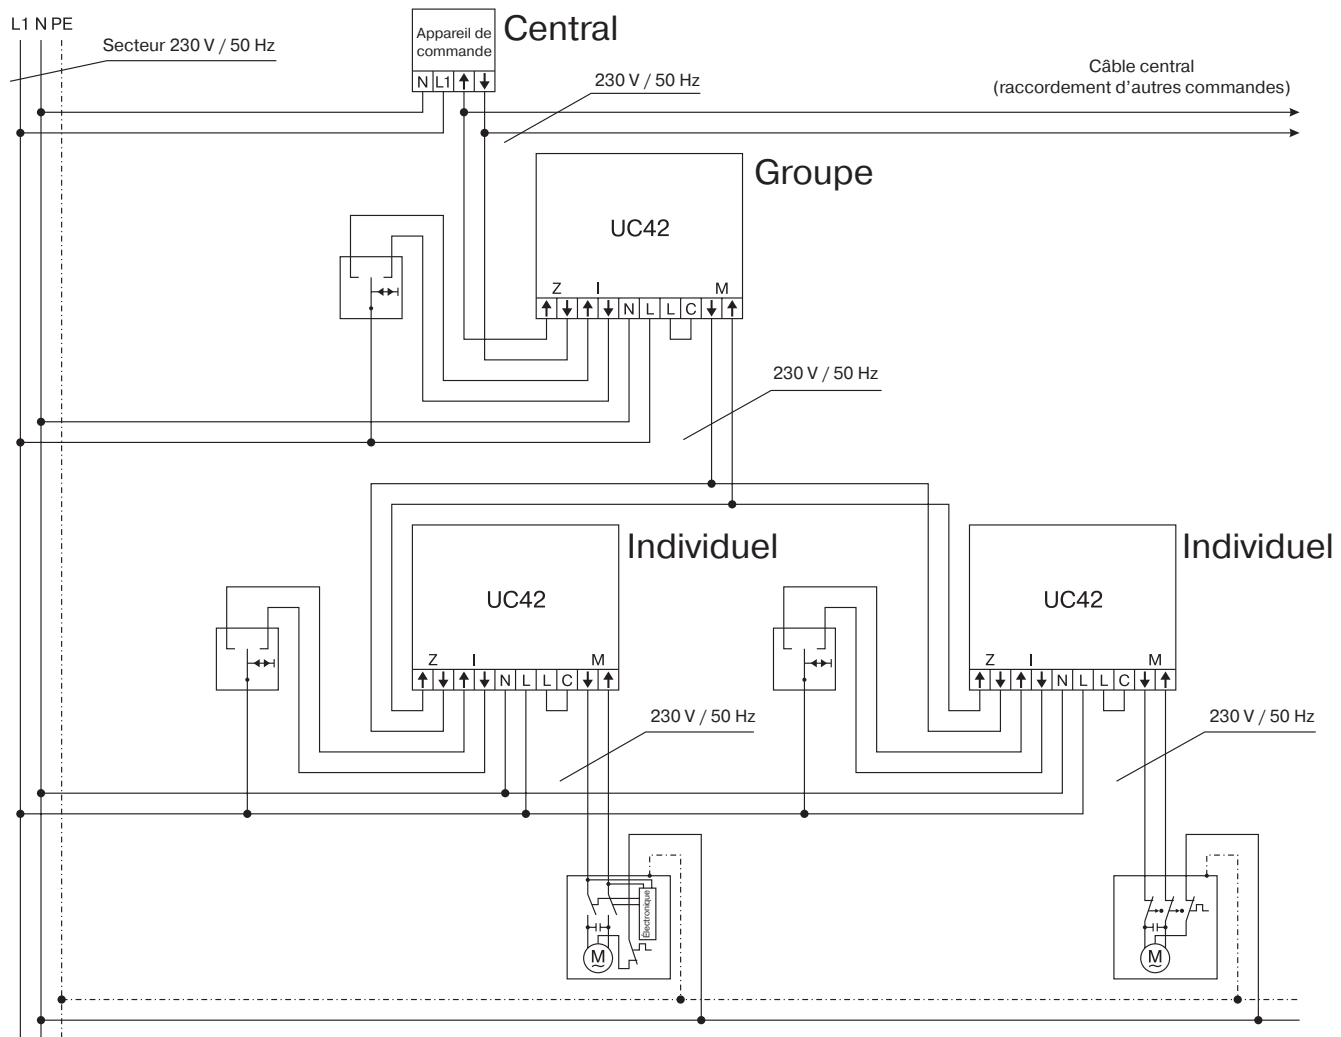 L1 N PE
Secteur 230 V / 50 Hz
Appareil de
commande
Central
N L1 ↑ ↓
230 V / 50 Hz
Câble central
(raccordement d'autres commandes)
Groupe
UC42
Z I M
↑ ↓ ↑ ↓ N L L C ↓ ↑
230 V / 50 Hz
Individuel
UC42
Z I M
↑ ↓ ↑ ↓ N L L C ↓ ↑
230 V / 50 Hz
Électronique
M
Individuel
UC42
Z I M
↑ ↓ ↑ ↓ N L L C ↓ ↑
230 V / 50 Hz
M